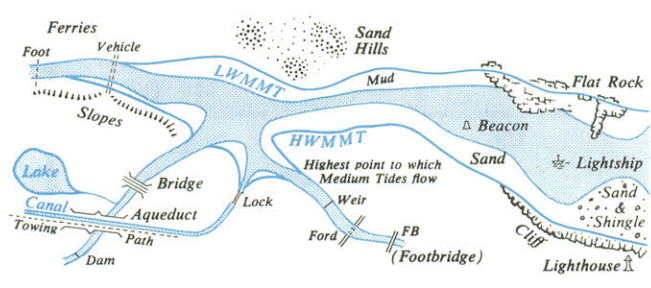 Ferries
Foot
Vehicle
Sand
Hills
LWMMT
Mud
Flat Rock
Slopes
HWMMT
Beacon
Highest point to which
Medium Tides flow
Sand
Lightship
Lake
Bridge
Lock
Weir
Sand
&
Shingle
Canal
Aqueduct
Towing
Path
Ford
FB
(Footbridge)
Cliff
Dam
Lighthouse